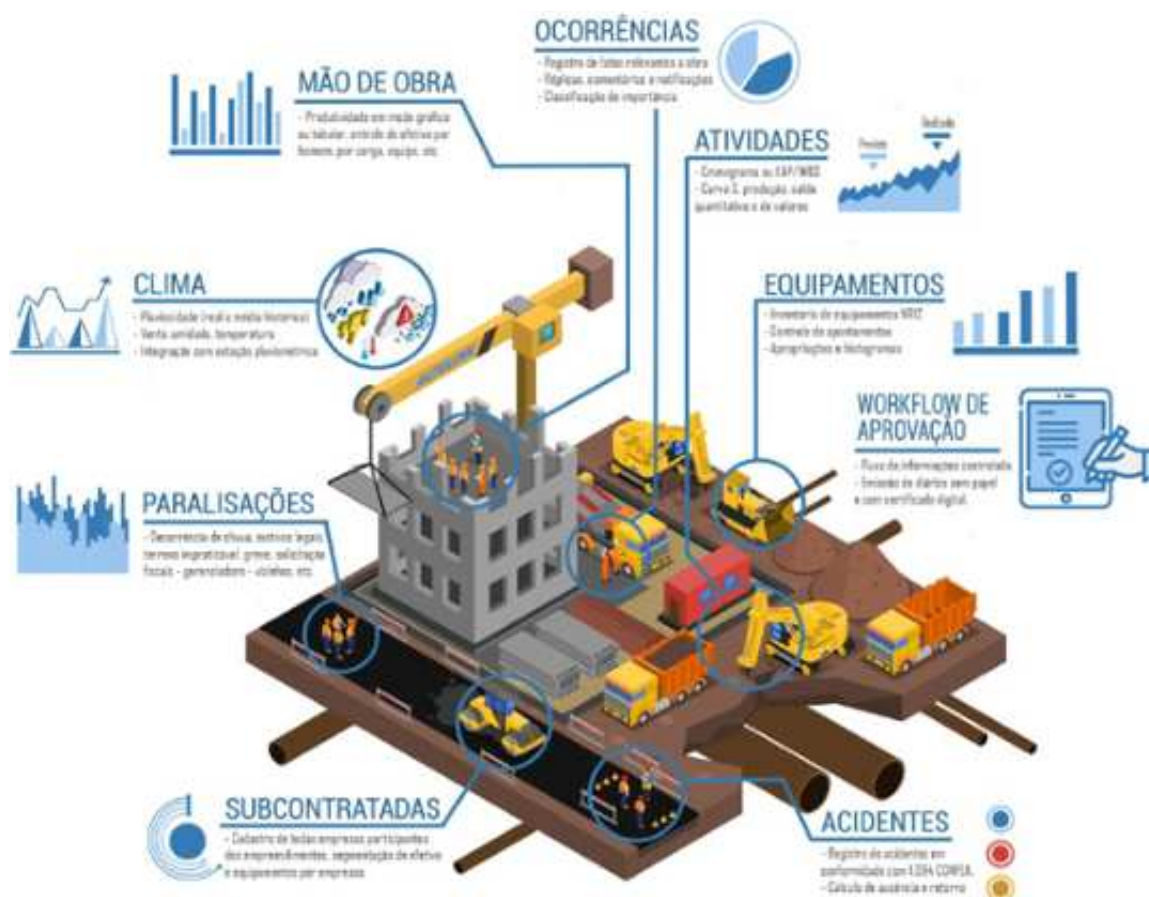 OCORRÊNCIAS
- Registro de fatos relevantes a obra
- Réplicas, comentários e notificações
- Classificação de importância
MÃO DE OBRA
- Produtividade em modo gráfico
ou tabular, de efetivo por
homem por cargo, equipe, etc
ATIVIDADES
- Cronograma ou EAP/WBS
- Curva S, produção, saldo
quantitativo e de valores
Previsto
Realizado
CLIMA
- Pluviosidade (real x média histórica)
- Vento, umidade, temperatura
- Integração com estação pluviométrica
EQUIPAMENTOS
- Inventário de equipamentos
- Controle de apontamentos
- Apropriações e histogramas
WORKFLOW DE
APROVAÇÃO
- Fluxo de informações controlado
- Emissão de diários sem papel
e com certificado digital.
PARALISAÇÕES
- Decorrência de chuva, motivos legais,
terreno impraticável, greve, solicitação
- gerenciadora - vizinhos, etc
SUBCONTRATADAS
- Cadastro de todas empresas participantes
dos empreendimentos, segmentação de efetivo
e equipamentos por empresas
ACIDENTES
- Registro de acidentes em
conformidade com 1.094 CONFEA.
- Cálculo de ausência e retorno